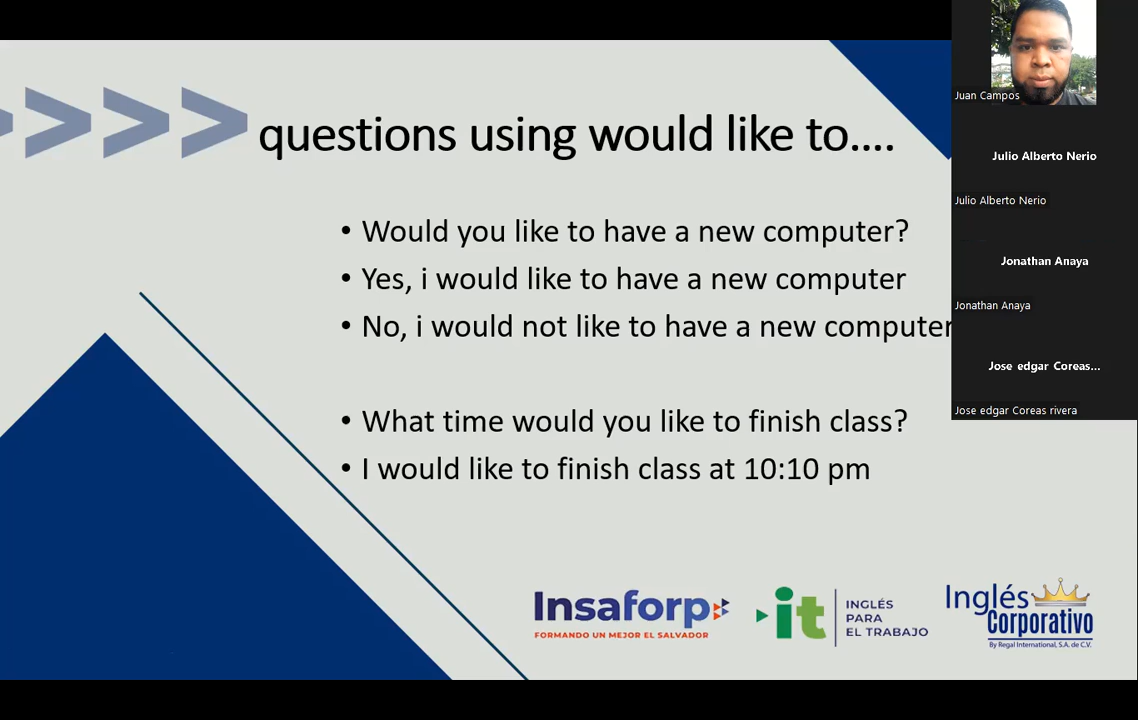 questions using would like to....
• Would you like to have a new computer?
• Yes, i would like to have a new computer
• No, i would not like to have a new computer
• What time would you like to finish class?
• I would like to finish class at 10:10 pm
Insaforp
FORMANDO UN MEJOR EL SALVADOR
it
INGLÉS
PARA
EL TRABAJO
Inglés
Corporativo
By Regal International, S.A. de C.V.
Juan Campos
Julio Alberto Nerio
Julio Alberto Nerio
Jonathan Anaya
Jonathan Anaya
Jose edgar Coreas...
Jose edgar Coreas rivera